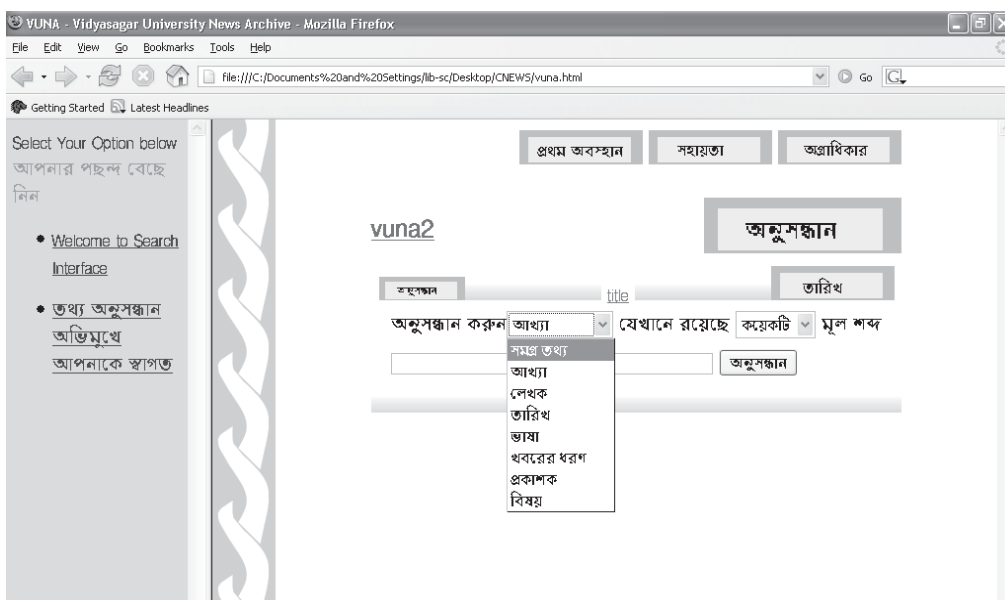 VUNA - Vidyasagar University News Archive - Mozilla Firefox
File Edit View Go Bookmarks Tools Help
file:///C:/Documents%20and%20Settings/lib-sc/Desktop/CNEWS/vuna.html Go
Getting Started Latest Headlines
Select Your Option below
আপনার পছন্দ বেছে
নিন
Welcome to Search
Interface
তথ্য অনুসন্ধান
অভিমুখে
আপনাকে স্বাগত
প্রথম অবস্থান সহায়তা অগ্রাধিকার
vuna2 অনুসন্ধান
অনুসন্ধান title তারিখ
অনুসন্ধান করুন আখ্যা যেখানে রয়েছে কয়েকটি মূল শব্দ
সমগ্র তথ্য
অনুসন্ধান
আখ্যা
লেখক
তারিখ
ভাষা
খবরের ধরণ
প্রকাশক
বিষয়